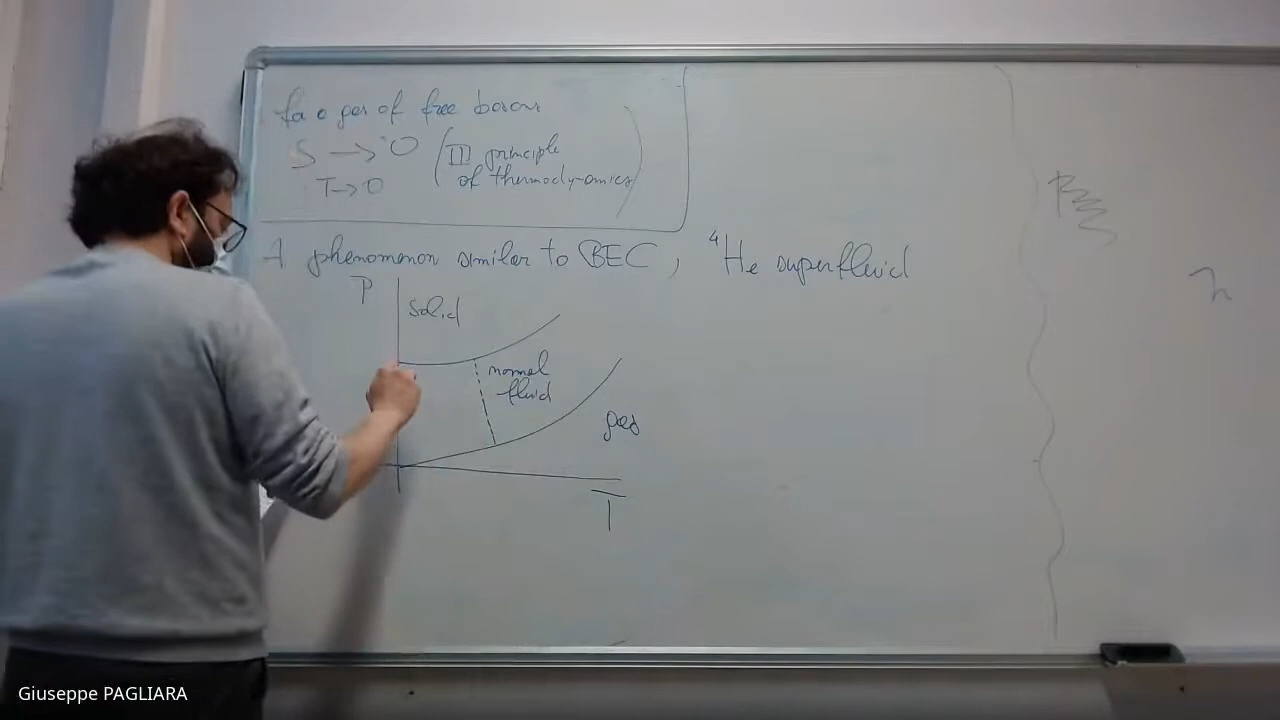 for a gas of free bosons
S → 0 (III principle
T→0 of thermodynamics)
A phenomenon similar to BEC, ⁴He superfluid
P
solid
normal
fluid
gas
T
Giuseppe PAGLIARA